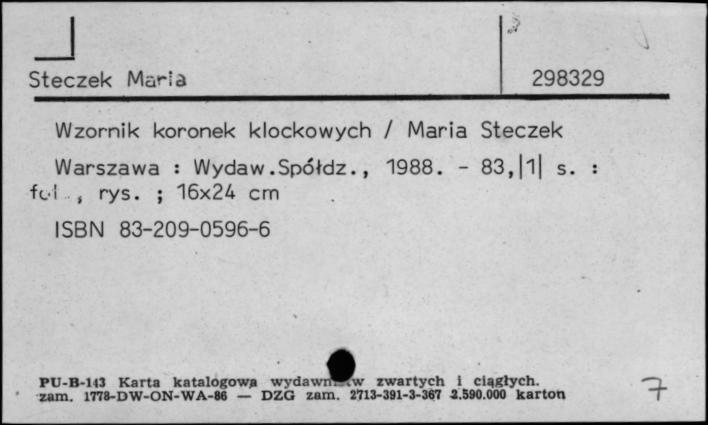 Steczek Maria 298329
Wzornik koronek klockowych / Maria Steczek
Warszawa : Wydaw.Spółdz., 1988. - 83,|1| s. :
rys. ; 16x24 cm
ISBN 83-209-0596-6
PU-B-143 Karta katalogowa zwartych i ciągłych.
zam. 1778-DW-ON-WA-86 — DZG zam. 2713-391-3-367 2.590.000 karton
7